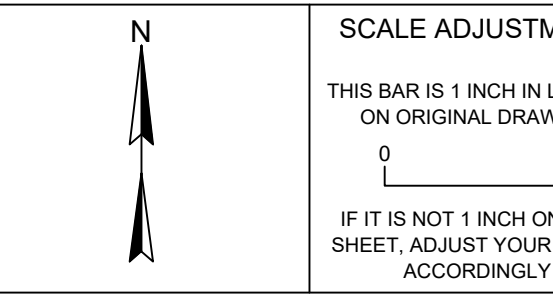 N
SCALE ADJUSTM
THIS BAR IS 1 INCH IN L
ON ORIGINAL DRAW
0
IF IT IS NOT 1 INCH ON
SHEET, ADJUST YOUR
ACCORDINGLY